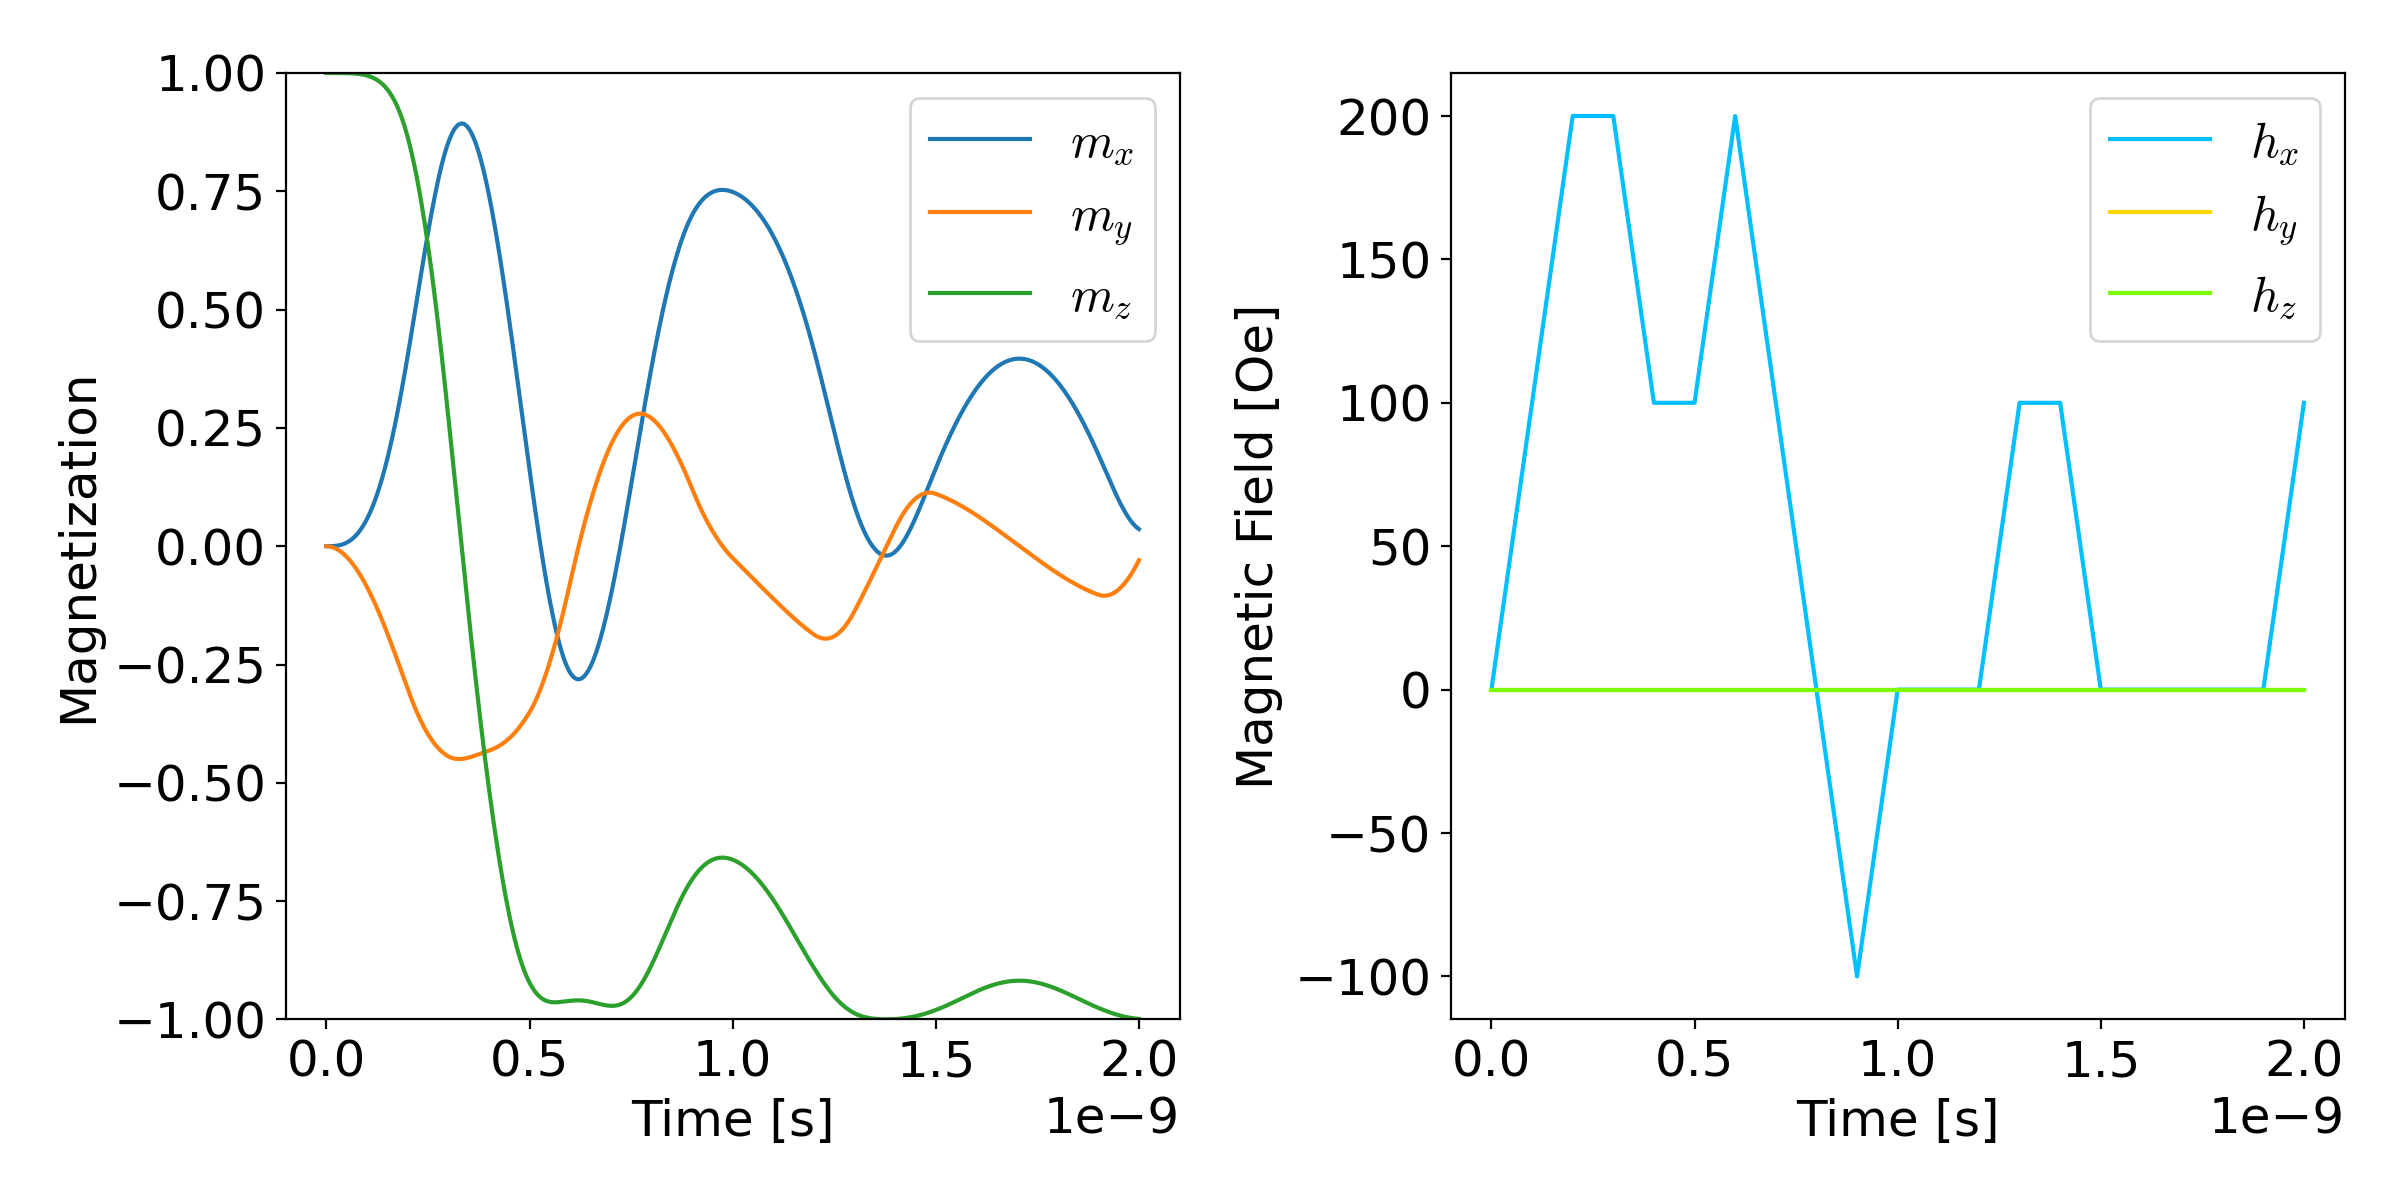 Magnetization
1.00
0.75
0.50
0.25
0.00
−0.25
−0.50
−0.75
−1.00
0.0 0.5 1.0 1.5 2.0
Time [s]
1e−9
m_x
m_y
m_z
Magnetic Field [Oe]
200
150
100
50
0
−50
−100
0.0 0.5 1.0 1.5 2.0
Time [s]
1e−9
h_x
h_y
h_z